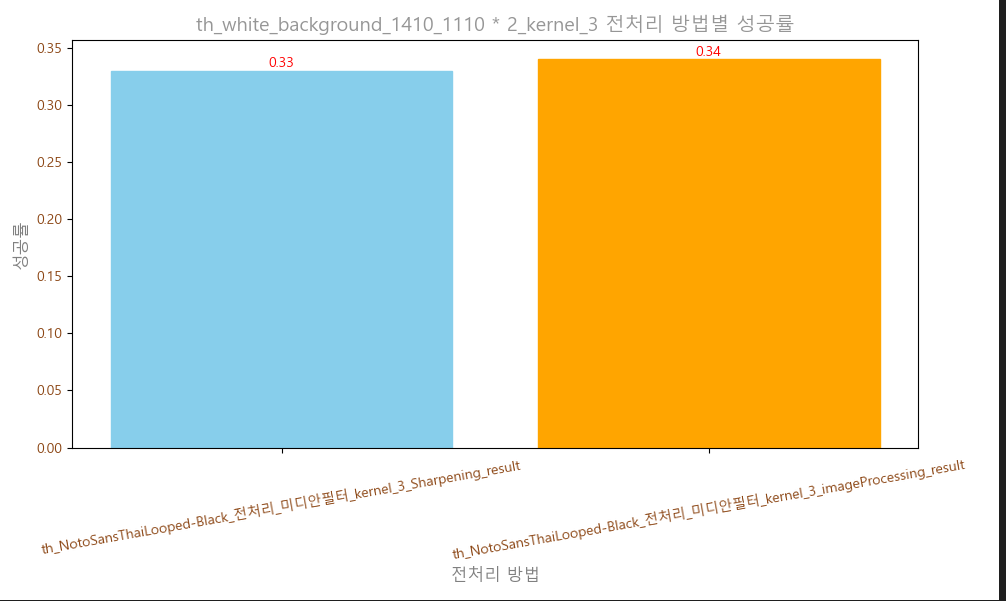 th_white_background_1410_1110 * 2_kernel_3 전처리 방법별 성공률
0.35
0.30
0.25
0.20
0.15
0.10
0.05
0.00
성공률
0.33
0.34
th_NotoSansThaiLooped-Black_전처리_미디안필터_kernel_3_Sharpening_result
th_NotoSansThaiLooped-Black_전처리_미디안필터_kernel_3_imageProcessing_result
전처리 방법